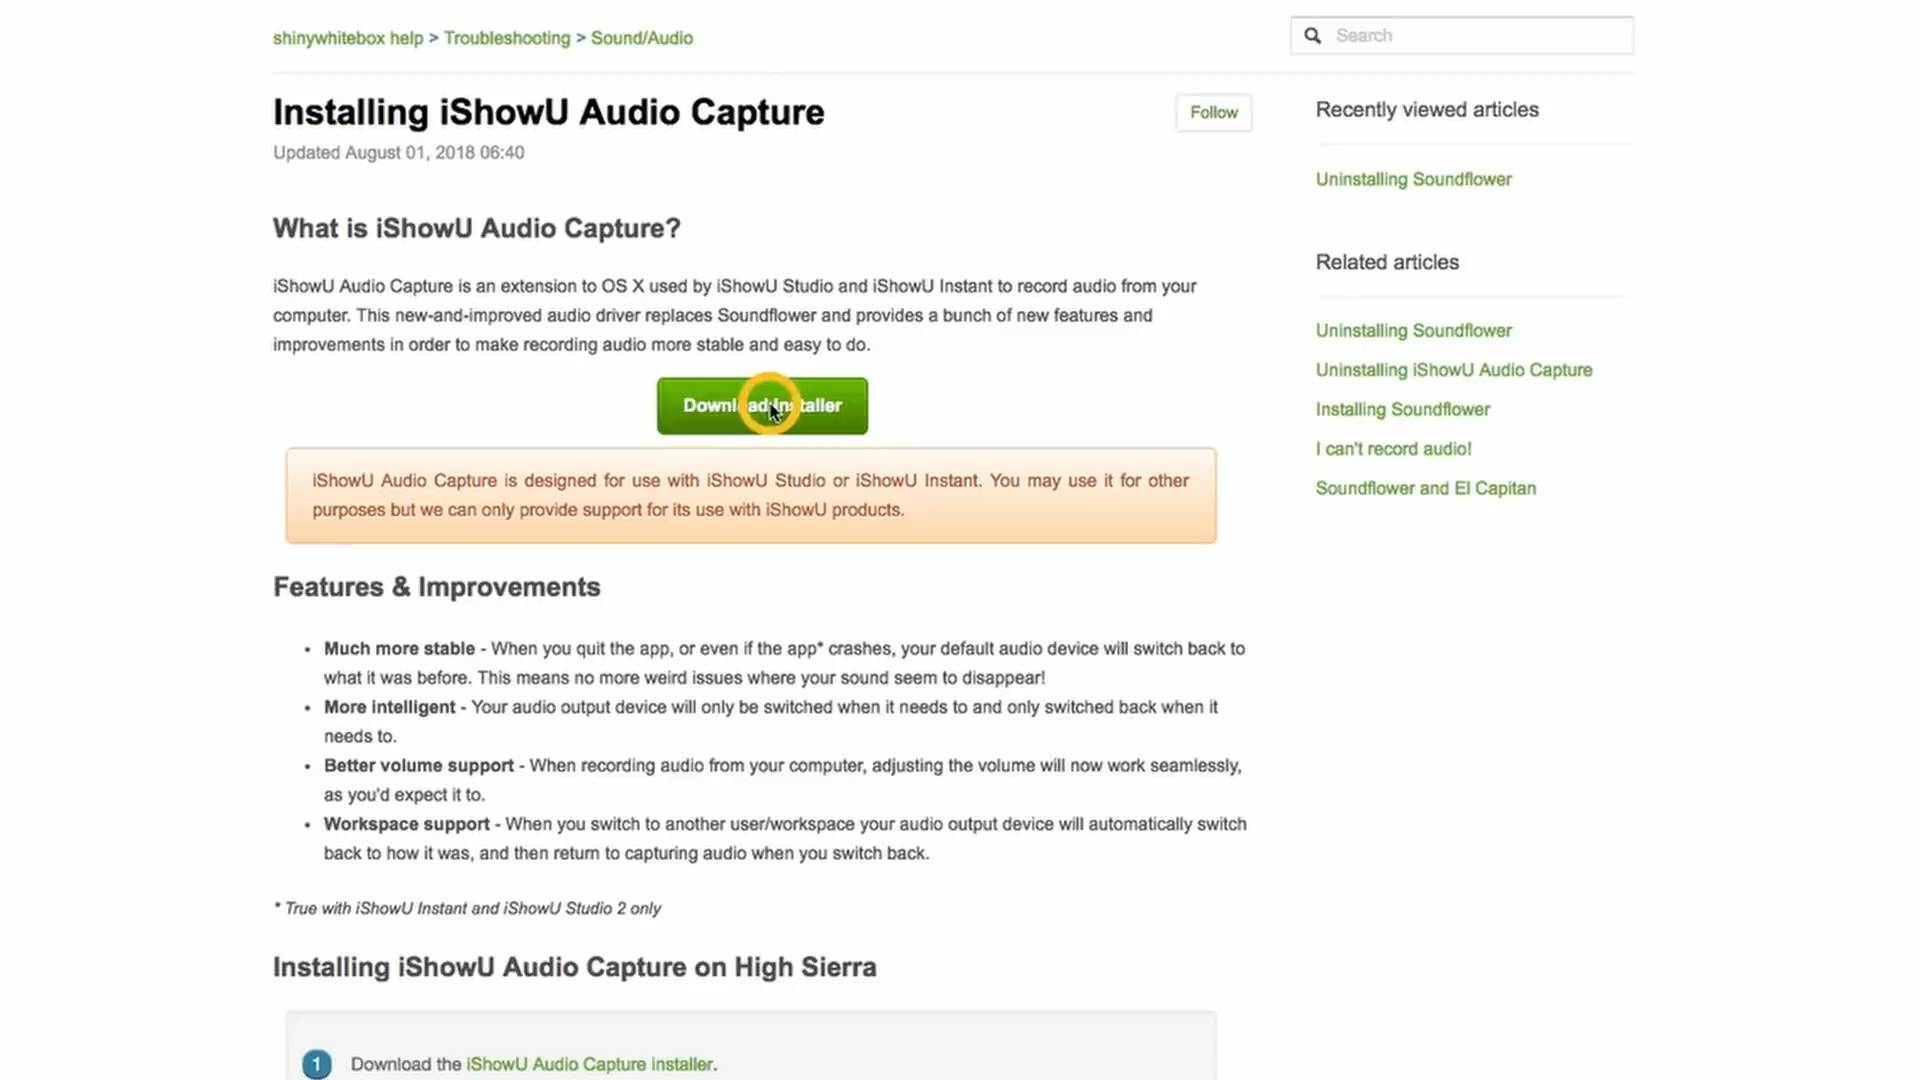 shinywhitebox help > Troubleshooting > Sound/Audio
Search
Installing iShowU Audio Capture
Follow
Updated August 01, 2018 06:40
What is iShowU Audio Capture?
iShowU Audio Capture is an extension to OS X used by iShowU Studio and iShowU Instant to record audio from your
computer. This new-and-improved audio driver replaces Soundflower and provides a bunch of new features and
improvements in order to make recording audio more stable and easy to do.
Download Installer
iShowU Audio Capture is designed for use with iShowU Studio or iShowU Instant. You may use it for other
purposes but we can only provide support for its use with iShowU products.
Features & Improvements
• Much more stable - When you quit the app, or even if the app* crashes, your default audio device will switch back to
what it was before. This means no more weird issues where your sound seem to disappear!
• More intelligent - Your audio output device will only be switched when it needs to and only switched back when it
needs to.
• Better volume support - When recording audio from your computer, adjusting the volume will now work seamlessly,
as you'd expect it to.
• Workspace support - When you switch to another user/workspace your audio output device will automatically switch
back to how it was, and then return to capturing audio when you switch back.
* True with iShowU Instant and iShowU Studio 2 only
Installing iShowU Audio Capture on High Sierra
1 Download the iShowU Audio Capture installer.
Recently viewed articles
Uninstalling Soundflower
Related articles
Uninstalling Soundflower
Uninstalling iShowU Audio Capture
Installing Soundflower
I can't record audio!
Soundflower and El Capitan